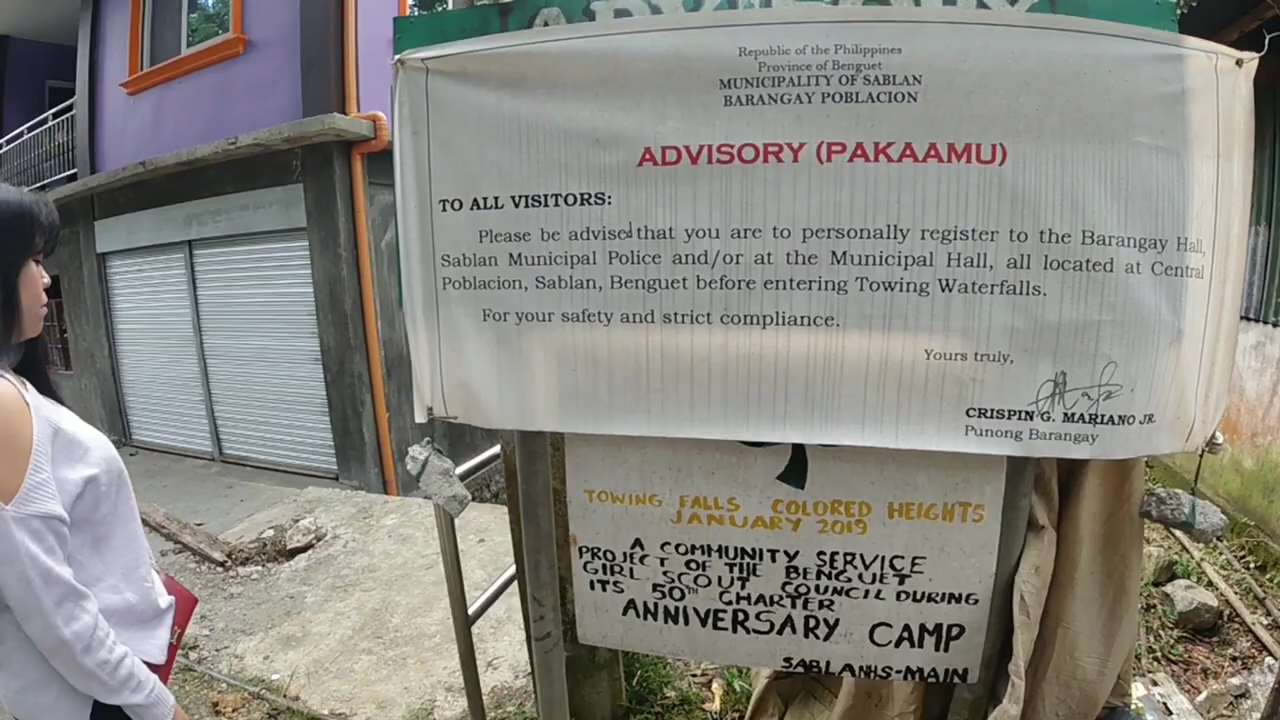 Republic of the Philippines
Province of Benguet
MUNICIPALITY OF SABLAN
BARANGAY POBLACION
ADVISORY (PAKAAMU)
TO ALL VISITORS:
Please be advised that you are to personally register to the Barangay Hall,
Sablan Municipal Police and/or at the Municipal Hall, all located at Central
Poblacion, Sablan, Benguet before entering Towing Waterfalls.
For your safety and strict compliance.
Yours truly,
CRISPIN G. MARIANO JR.
Punong Barangay
TOWING FALLS COLORED HEIGHTS
JANUARY 2019
A COMMUNITY SERVICE
PROJECT OF THE BENGUET
GIRL SCOUT COUNCIL DURING
ITS 50TH CHARTER
ANNIVERSARY CAMP
SABLANHS-MAIN